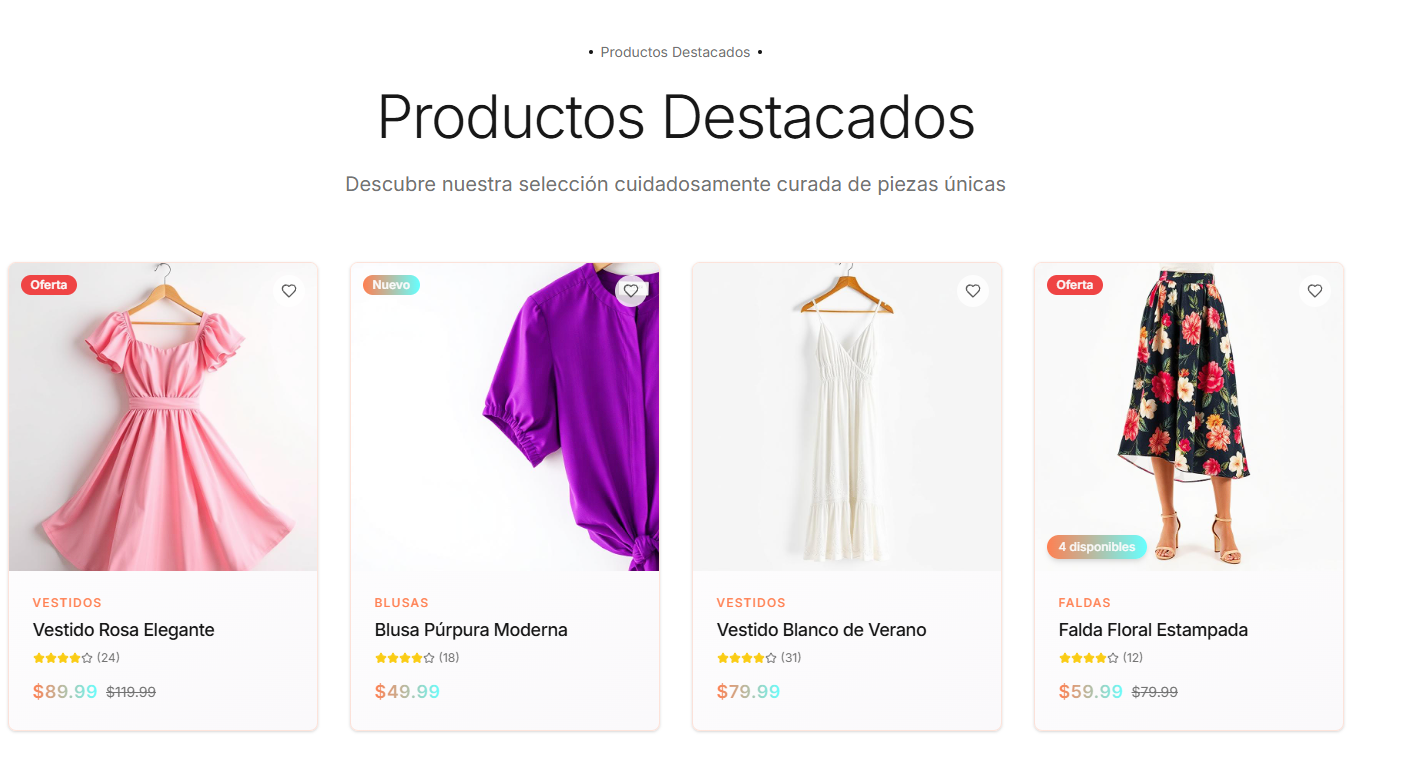 Productos Destacados
Productos Destacados
Descubre nuestra selección cuidadosamente curada de piezas únicas
Oferta
VESTIDOS
Vestido Rosa Elegante
(24)
$89.99 $119.99
Nuevo
BLUSAS
Blusa Púrpura Moderna
(18)
$49.99
VESTIDOS
Vestido Blanco de Verano
(31)
$79.99
Oferta
4 disponibles
FALDAS
Falda Floral Estampada
(12)
$59.99 $79.99